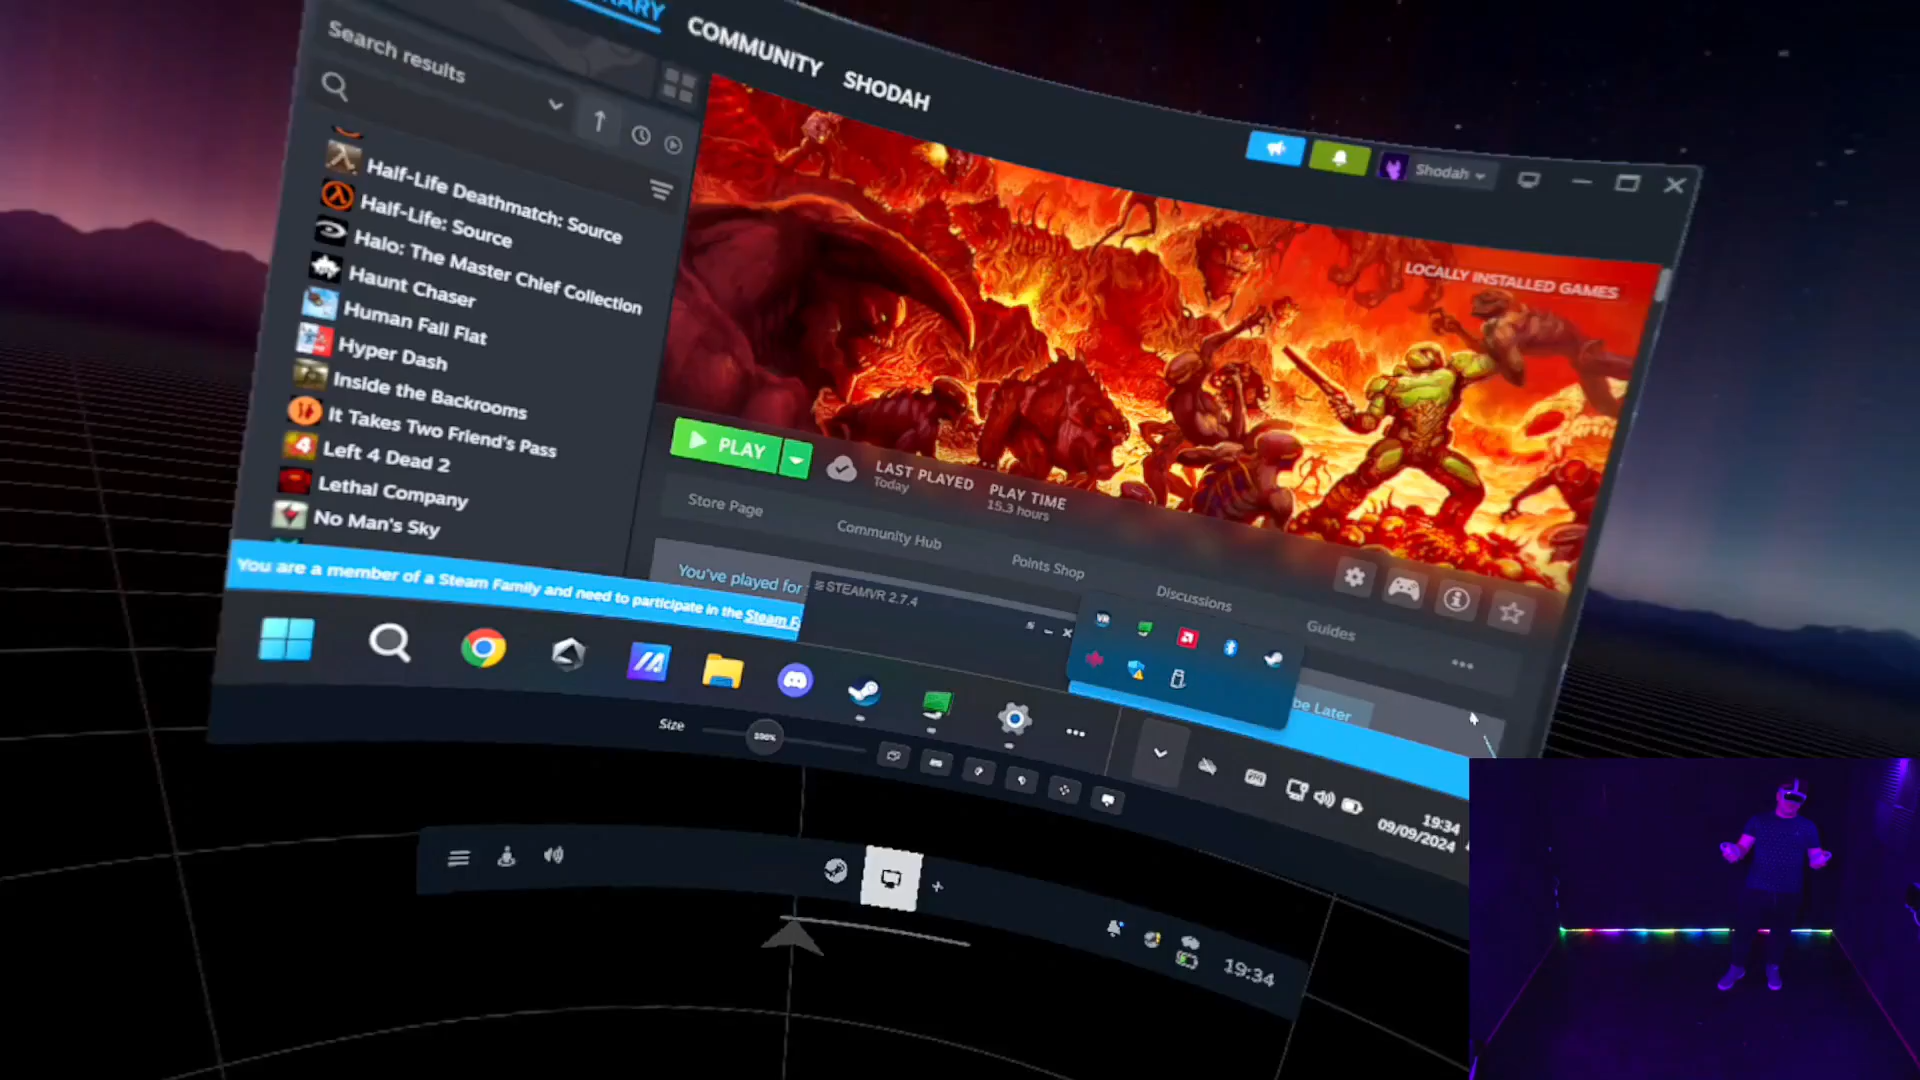 COMMUNITY
SHODAH
Search results
Shodah
LOCALLY INSTALLED GAMES
Half-Life Deathmatch: Source
Half-Life: Source
Halo: The Master Chief Collection
Haunt Chaser
Human Fall Flat
Hyper Dash
Inside the Backrooms
It Takes Two Friend's Pass
Left 4 Dead 2
Lethal Company
No Man's Sky
PLAY
LAST PLAYED
Today
PLAY TIME
15.3 hours
Store Page
Community Hub
Points Shop
Discussions
Guides
You've played for
STEAMVR 2.7.4
be Later
You are a member of a Steam Family and need to participate in the Steam F
Size
19:34
09/09/2024
19:34